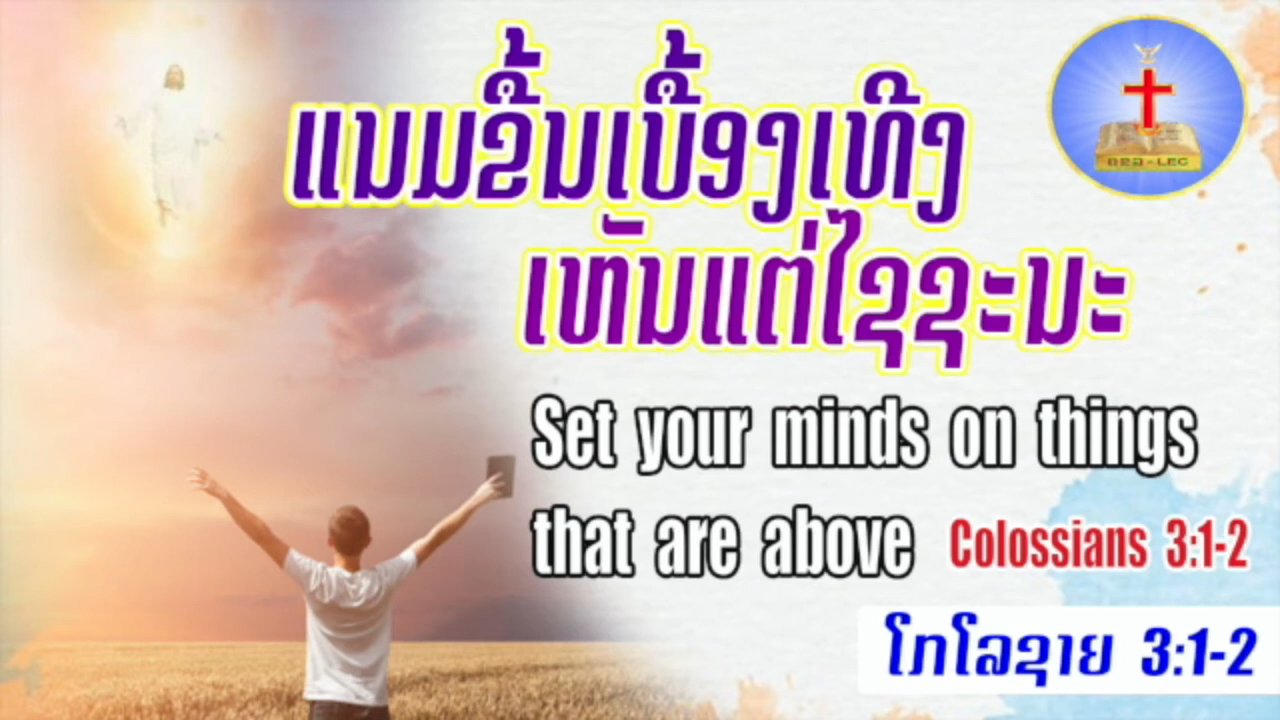 ແນມຂຶ້ນເບື້ອງເທີງ
ເຫັນແຕ່ໄຊຊະນະ
Set your minds on things
that are above Colossians 3:1-2
ໂກໂລຊາຍ 3:1-2